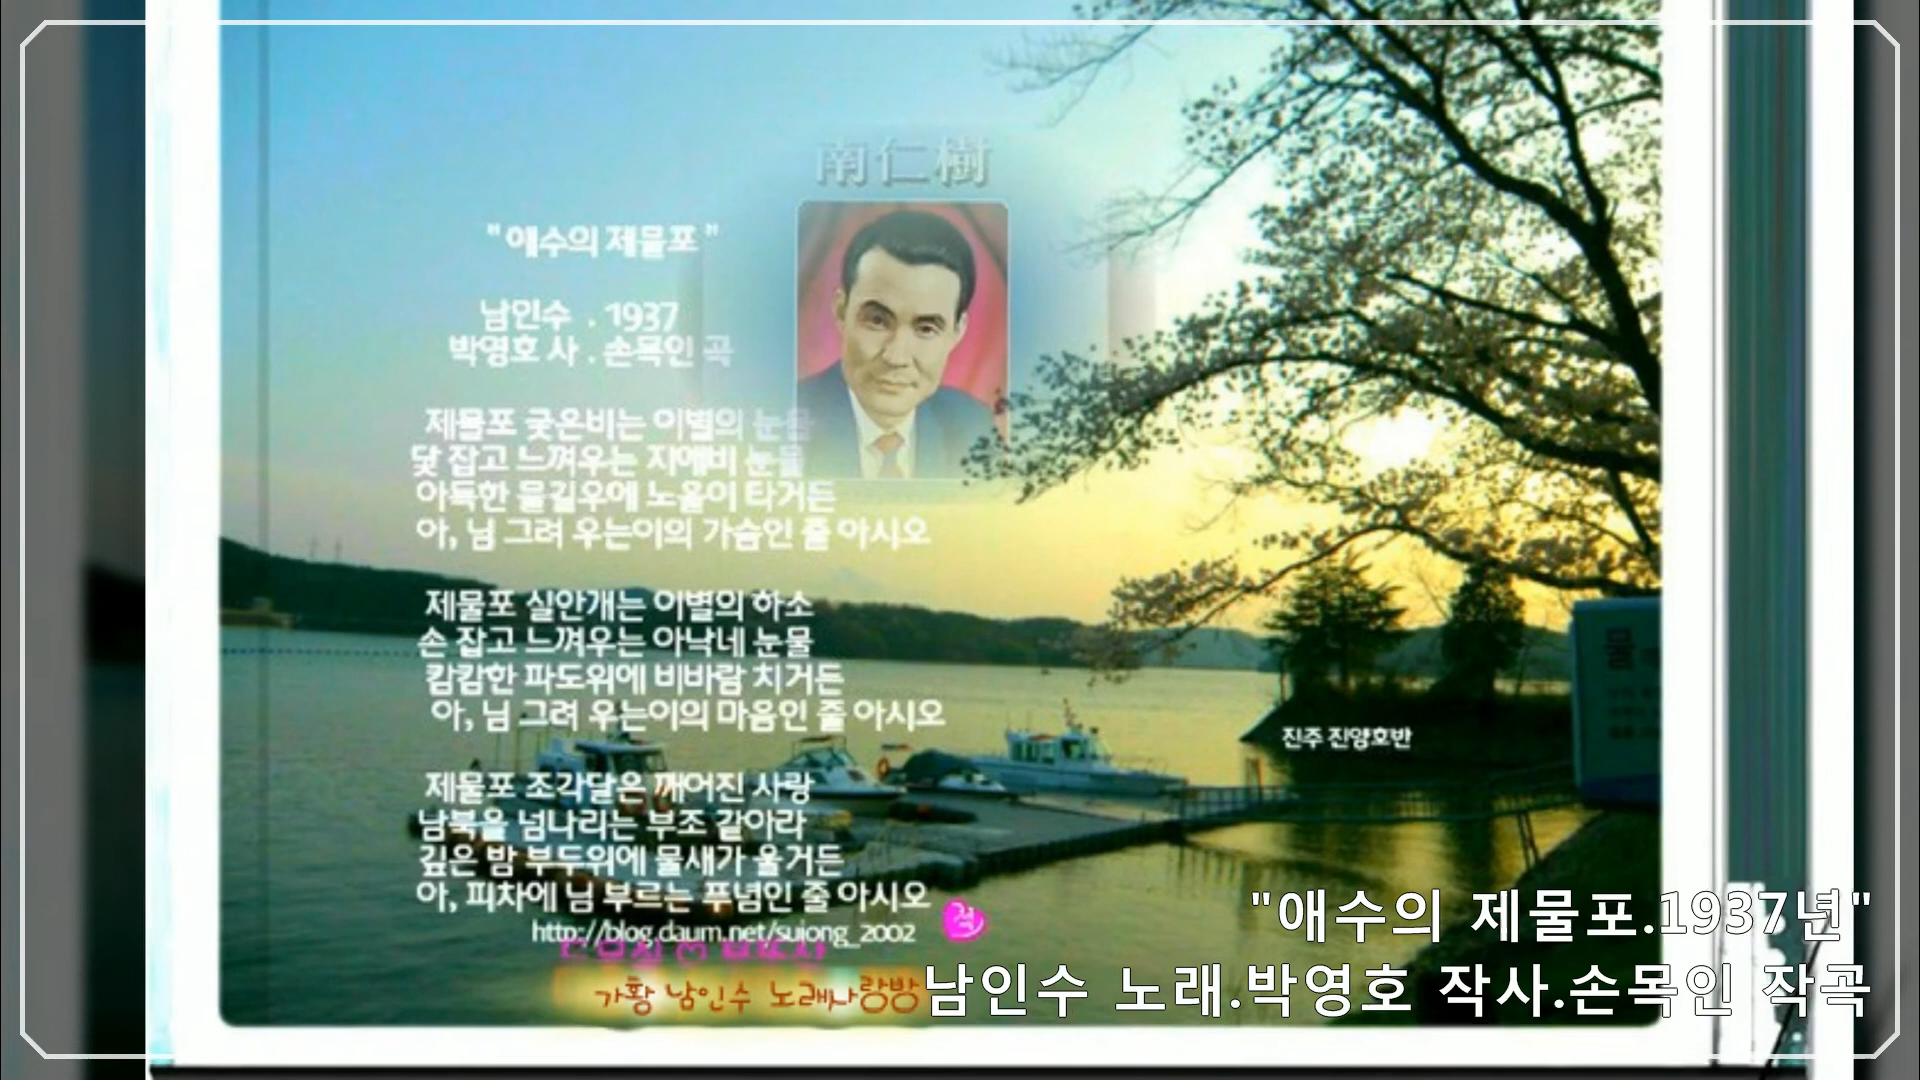 南仁樹
"애수의 제물포"
남인수 . 1937
박영호 사 . 손목인 곡
제물포 궂은비는 이별의 눈물
닻 잡고 느껴우는 지애비 눈물
아득한 물길우에 노을이 타거든
아, 님 그려 우는이의 가슴인 줄 아시오
제물포 실안개는 이별의 하소
손 잡고 느껴우는 아낙네 눈물
캄캄한 파도위에 비바람 치거든
아, 님 그려 우는이의 마음인 줄 아시오
진주 진양호반
제물포 조각달은 깨어진 사랑
남북을 넘나리는 부조 같아라
깊은 밤 부두위에 물새가 울거든
아, 피차에 님 부르는 푸념인 줄 아시오
http://blog.daum.net/sujong_2002
가황 남인수 노래사랑방
"애수의 제물포.1937년"
남인수 노래.박영호 작사.손목인 작곡